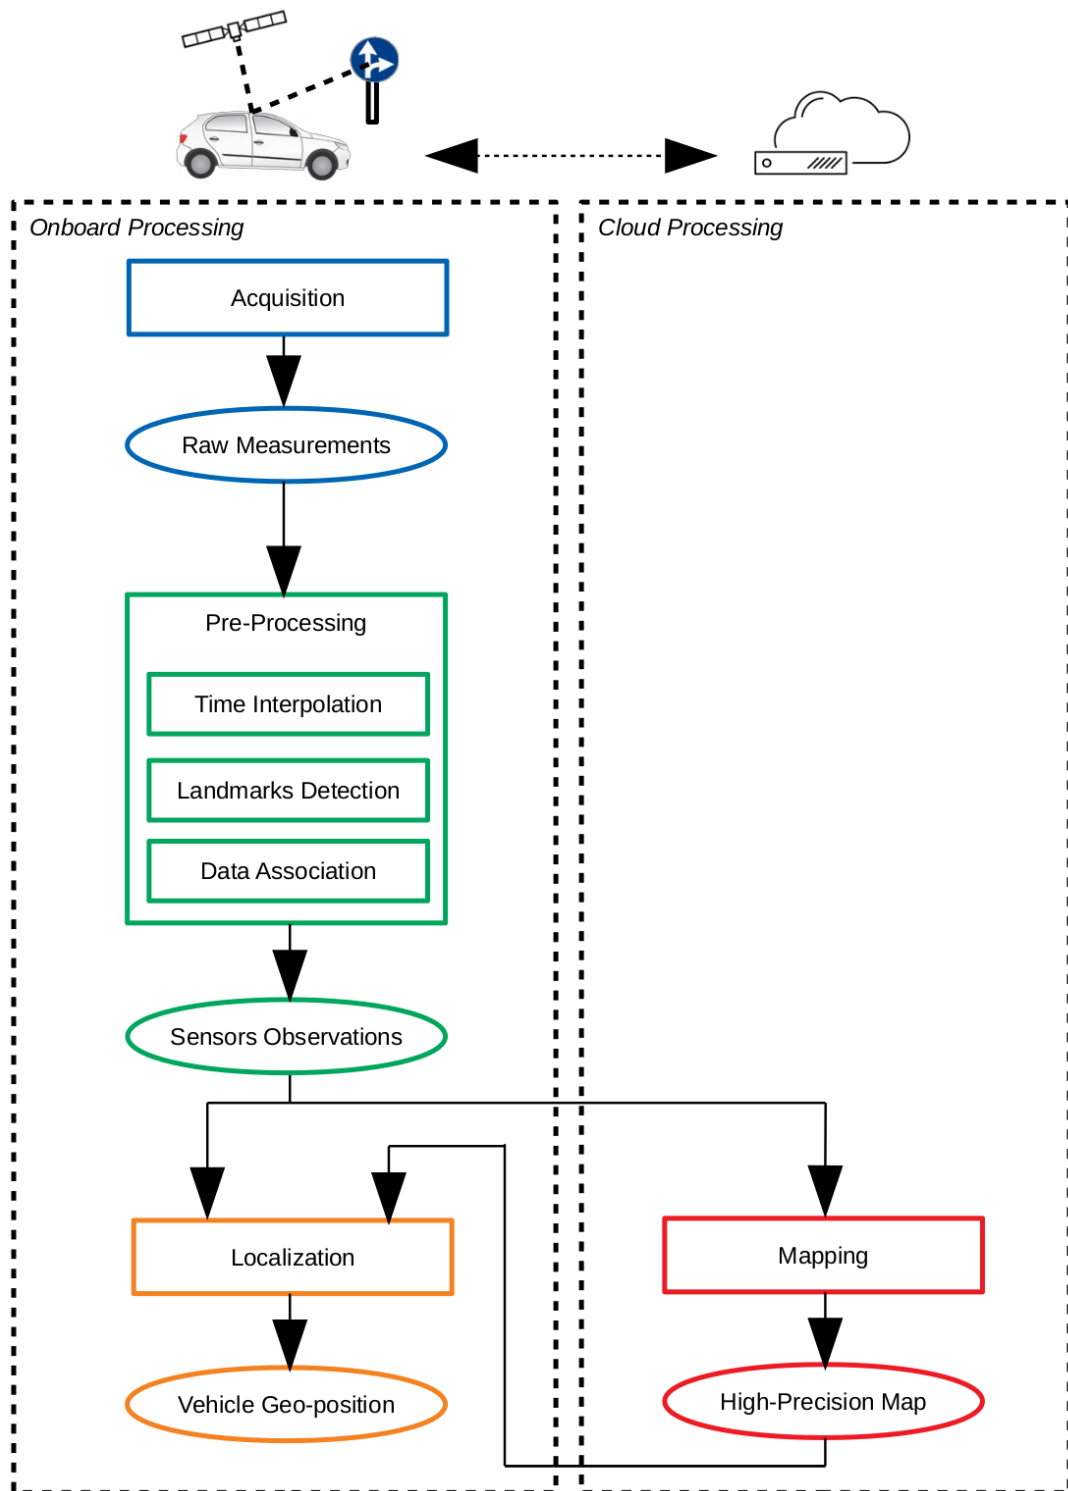 Onboard Processing
Cloud Processing
Acquisition
Raw Measurements
Pre-Processing
Time Interpolation
Landmarks Detection
Data Association
Sensors Observations
Localization
Mapping
Vehicle Geo-position
High-Precision Map